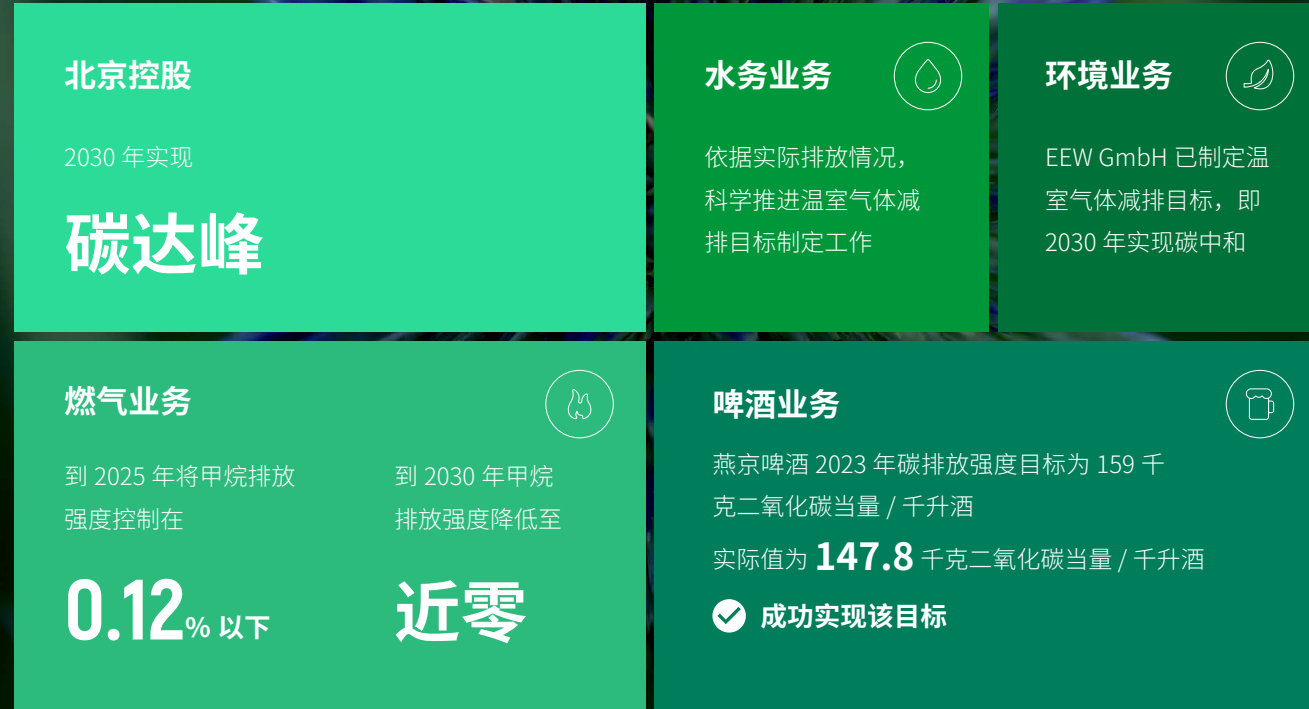 北京控股
2030 年实现
碳达峰
水务业务
依据实际排放情况，
科学推进温室气体减
排目标制定工作
环境业务
EEW GmbH 已制定温
室气体减排目标，即
2030 年实现碳中和
燃气业务
到 2025 年将甲烷排放
强度控制在
0.12% 以下
到 2030 年甲烷
排放强度降低至
近零
啤酒业务
燕京啤酒 2023 年碳排放强度目标为 159 千
克二氧化碳当量 / 千升酒
实际值为 147.8 千克二氧化碳当量 / 千升酒
成功实现该目标